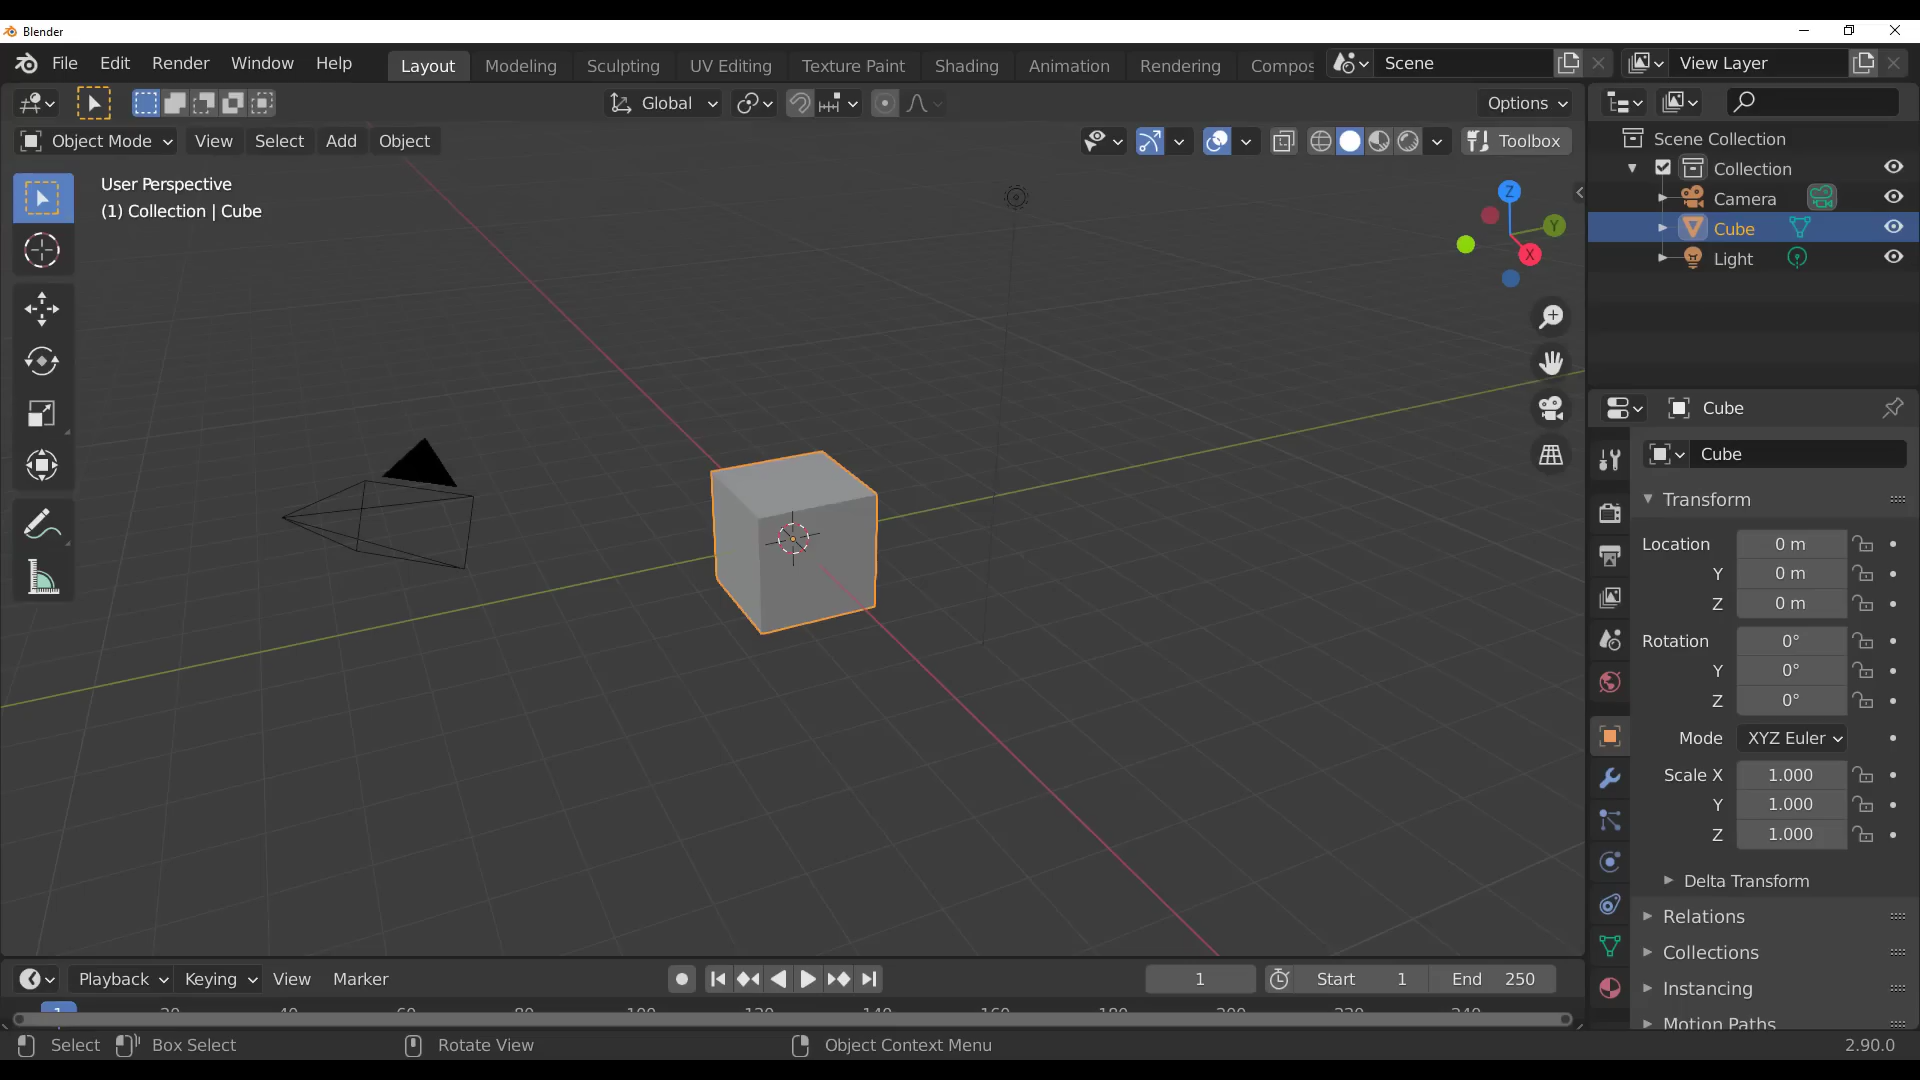 Blender
File Edit Render Window Help Layout Modeling Sculpting UV Editing Texture Paint Shading Animation Rendering Compos Scene View Layer
Global Options
Object Mode View Select Add Object Toolbox
User Perspective
(1) Collection | Cube
Z
Y
X
Scene Collection
Collection
Camera
Cube
Light
Cube
Cube
Transform
Location 0 m
Y 0 m
Z 0 m
Rotation 0°
Y 0°
Z 0°
Mode XYZ Euler
Scale X 1.000
Y 1.000
Z 1.000
Delta Transform
Relations
Collections
Instancing
Motion Paths
Playback Keying View Marker 1 Start 1 End 250
1 20 40 60 80 100 120 140 160 180 200 220 240
Select Box Select Rotate View Object Context Menu 2.90.0